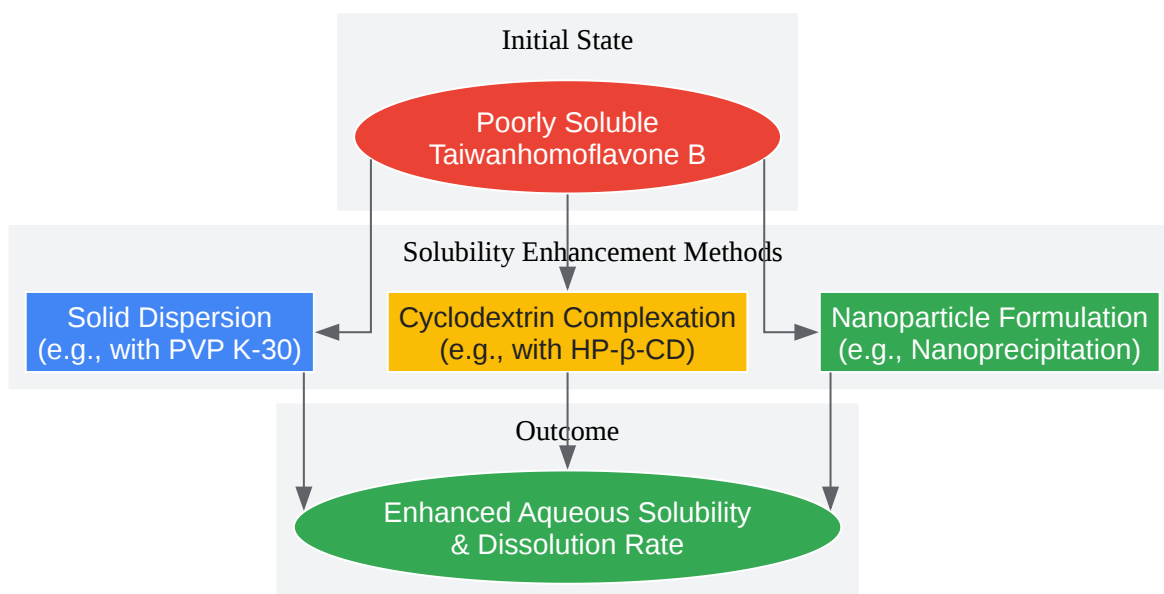 Initial State
Poorly Soluble
Taiwanhomoflavone B
Solubility Enhancement Methods
Solid Dispersion
(e.g., with PVP K-30)
Cyclodextrin Complexation
(e.g., with HP-β-CD)
Nanoparticle Formulation
(e.g., Nanoprecipitation)
Outcome
Enhanced Aqueous Solubility
& Dissolution Rate